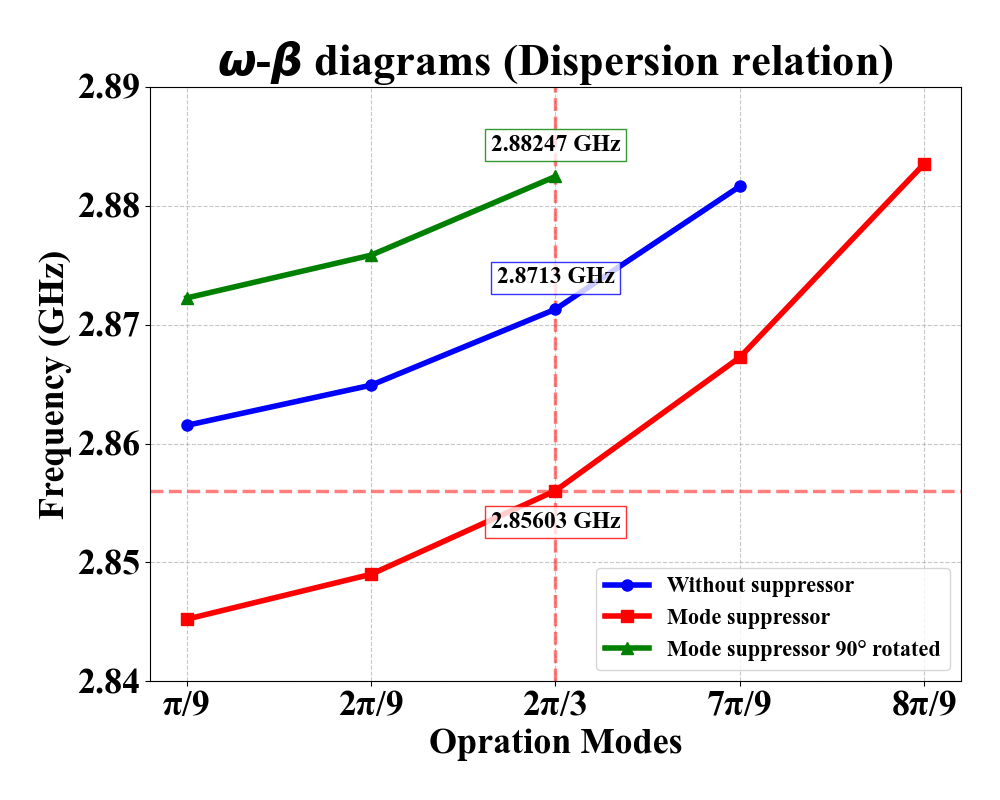 ω-β diagrams (Dispersion relation)
Frequency (GHz)
2.89
2.88
2.87
2.86
2.85
2.84
2.88247 GHz
2.8713 GHz
2.85603 GHz
Without suppressor
Mode suppressor
Mode suppressor 90° rotated
π/9 2π/9 2π/3 7π/9 8π/9
Opration Modes